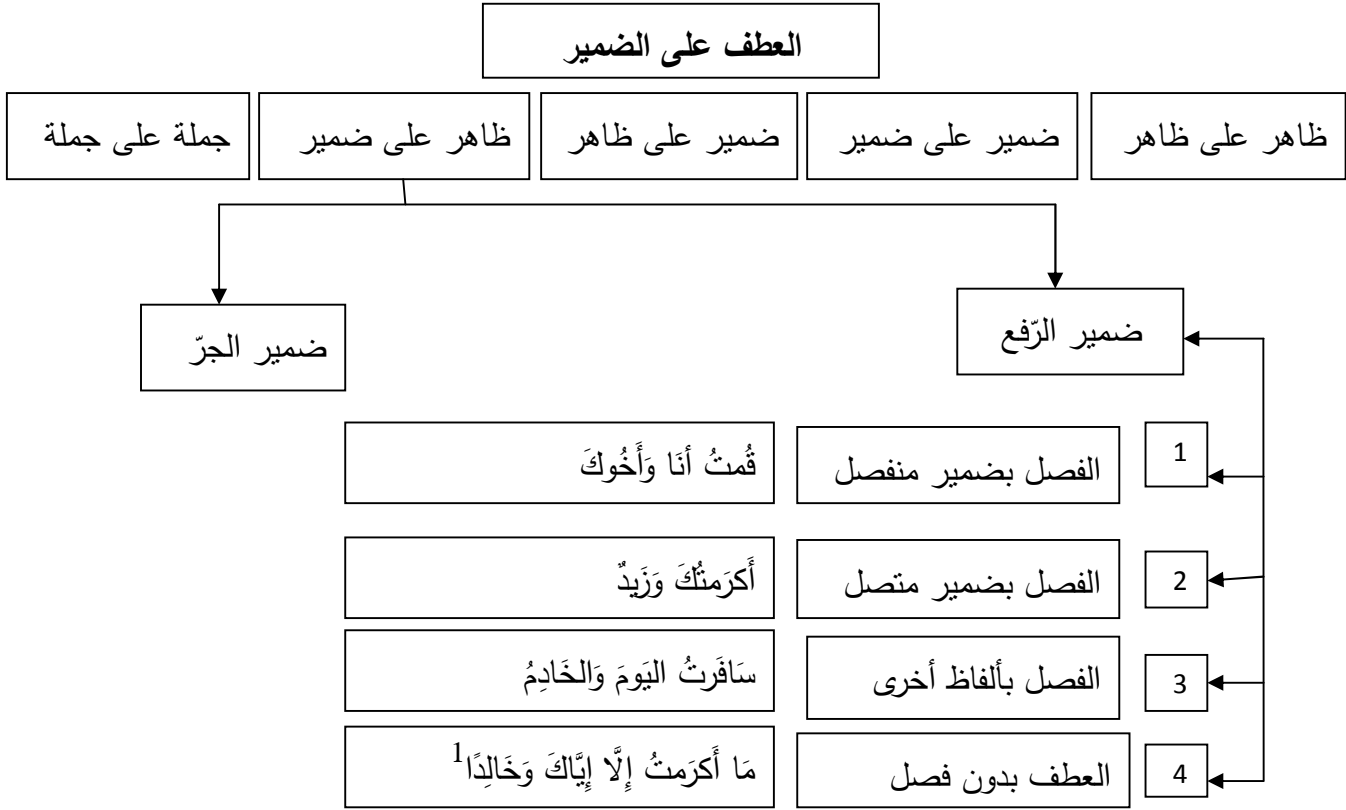 العطف على الضمير
ظاهر على ظاهر
ضمير على ضمير
ضمير على ظاهر
ظاهر على ضمير
جملة على جملة
ضمير الرّفع
ضمير الجرّ
1
الفصل بضمير منفصل
قُمتُ أنَا وَأَخُوكَ
2
الفصل بضمير متصل
أَكرَمتُكَ وَزَيدٌ
3
الفصل بألفاظ أخرى
سَافَرتُ اليَومَ وَالخَادِمُ
4
العطف بدون فصل
مَا أَكرَمتُ إِلَّا إِيَّاكَ وَخَالِدًا1